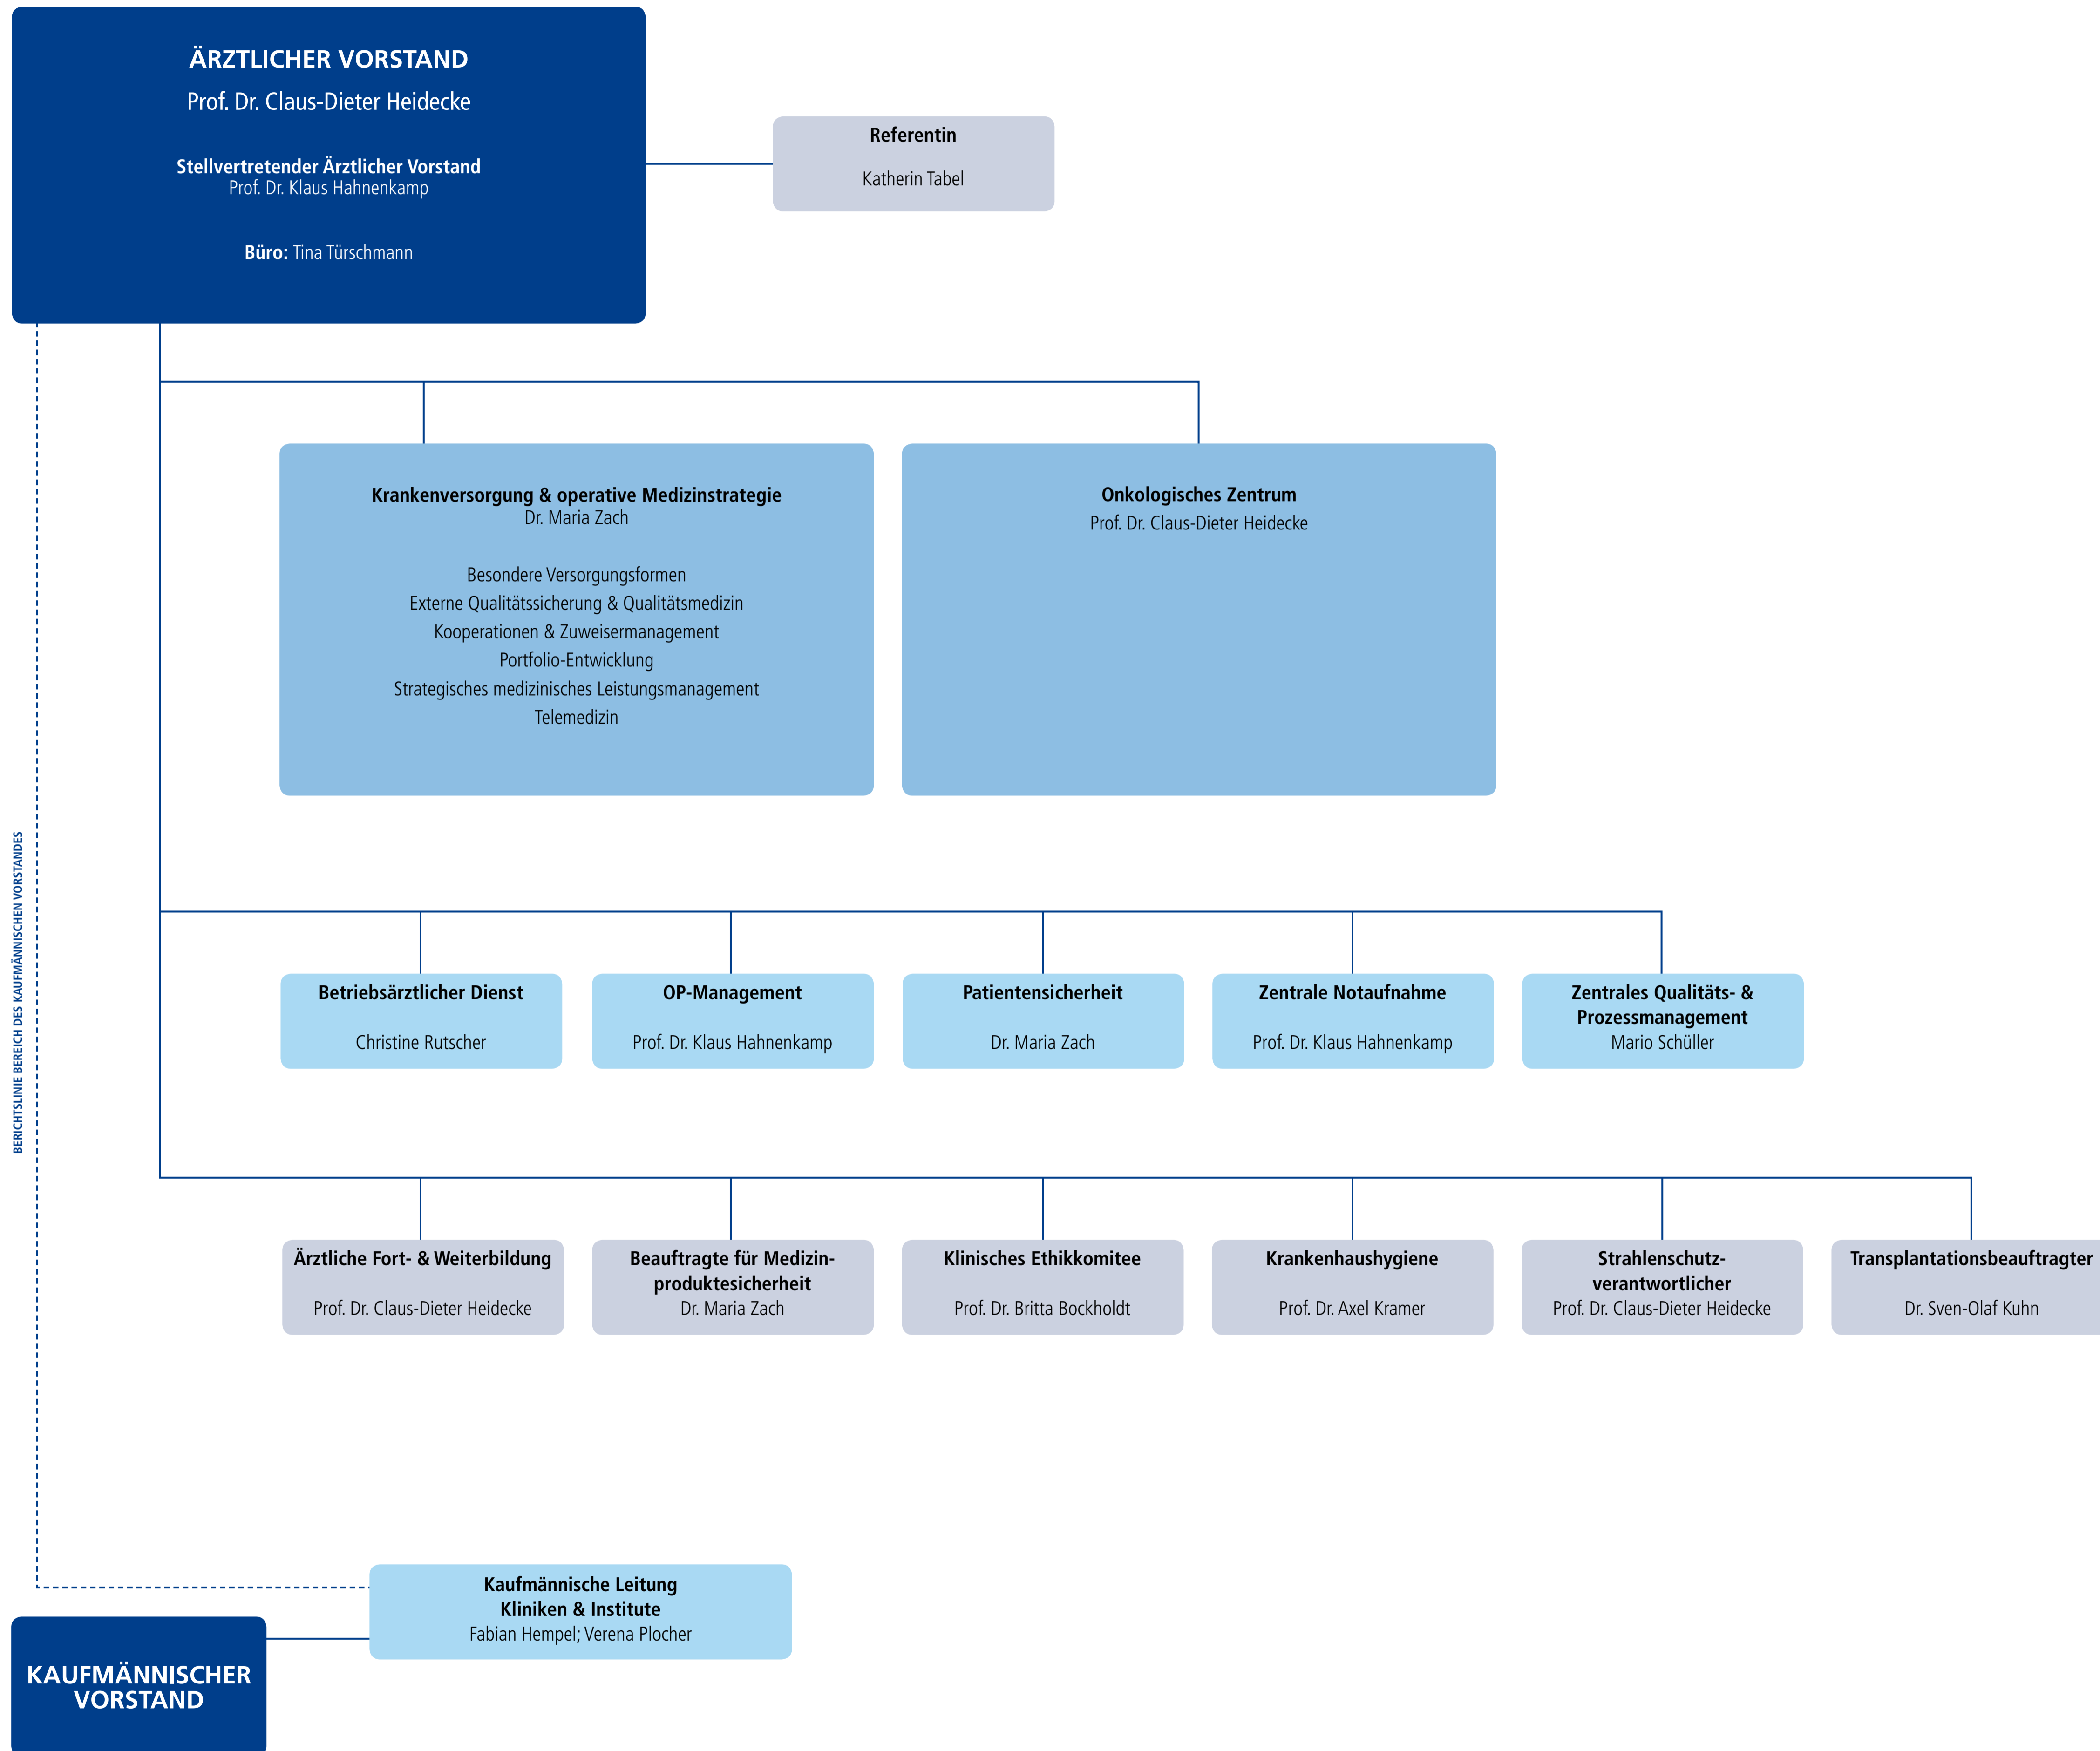 ÄRZTLICHER VORSTAND
Prof. Dr. Claus-Dieter Heidecke
Stellvertretender Ärztlicher Vorstand
Prof. Dr. Klaus Hahnenkamp
Büro: Tina Türschmann
Referentin
Katherin Tabel
Krankenversorgung & operative Medizinstrategie
Dr. Maria Zach
Besondere Versorgungsformen
Externe Qualitätssicherung & Qualitätsmedizin
Kooperationen & Zuweisermanagement
Portfolio-Entwicklung
Strategisches medizinisches Leistungsmanagement
Telemedizin
Onkologisches Zentrum
Prof. Dr. Claus-Dieter Heidecke
BERICHTSLINIE BEREICH DES KAUFMÄNNISCHEN VORSTANDES
Betriebsärztlicher Dienst
Christine Rutscher
OP-Management
Prof. Dr. Klaus Hahnenkamp
Patientensicherheit
Dr. Maria Zach
Zentrale Notaufnahme
Prof. Dr. Klaus Hahnenkamp
Zentrales Qualitäts- &
Prozessmanagement
Mario Schüller
Ärztliche Fort- & Weiterbildung
Prof. Dr. Claus-Dieter Heidecke
Beauftragte für Medizin-
produktesicherheit
Dr. Maria Zach
Klinisches Ethikkomitee
Prof. Dr. Britta Bockholdt
Krankenhaushygiene
Prof. Dr. Axel Kramer
Strahlenschutz-
verantwortlicher
Prof. Dr. Claus-Dieter Heidecke
Transplantationsbeauftragter
Dr. Sven-Olaf Kuhn
Kaufmännische Leitung
Kliniken & Institute
Fabian Hempel; Verena Plocher
KAUFMÄNNISCHER
VORSTAND